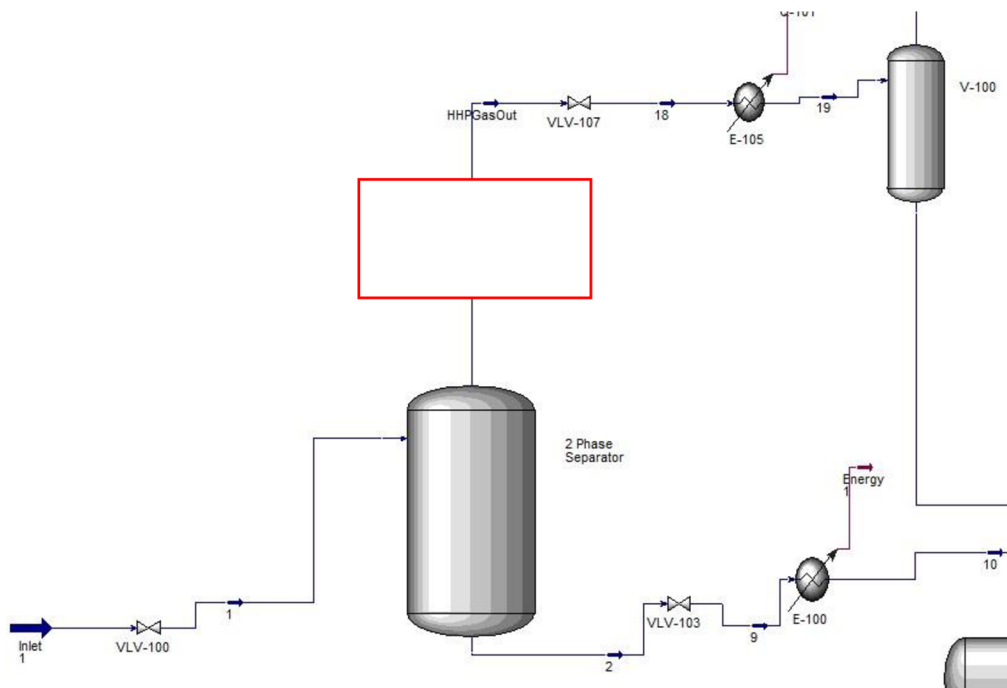 HHPGasOut
VLV-107
18
E-105
19
V-100
2 Phase
Separator
Energy
1
Inlet
1
VLV-100
1
2
VLV-103
9
E-100
10